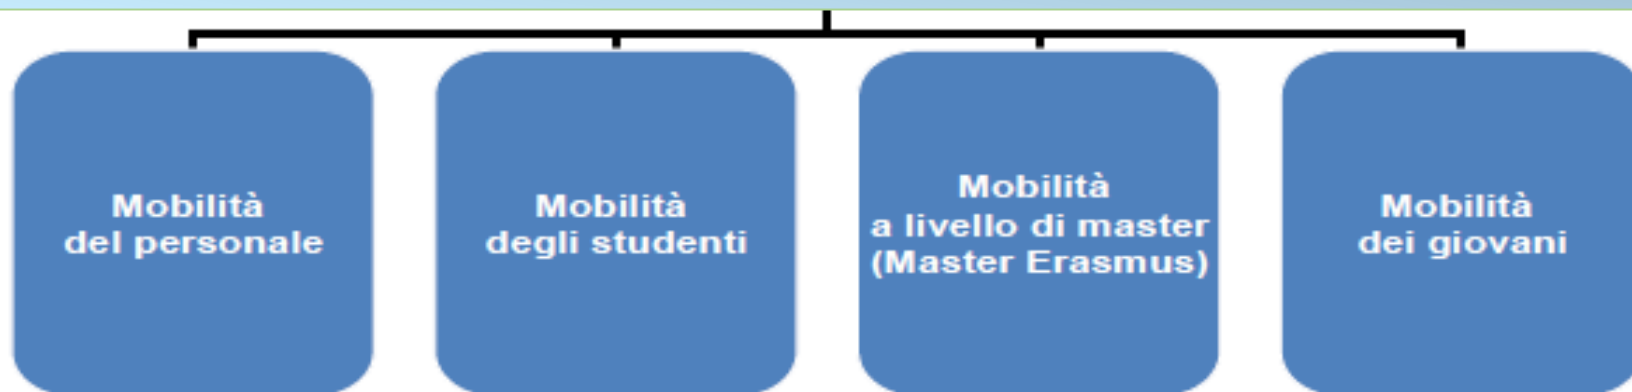 Mobilità
del personale
Mobilità
degli studenti
Mobilità
a livello di master
(Master Erasmus)
Mobilità
dei giovani